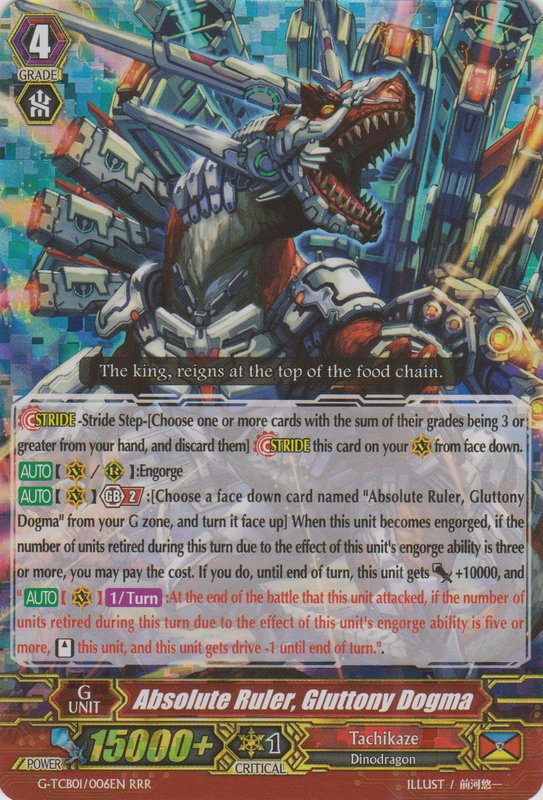 4
GRADE
The king, reigns at the top of the food chain.
STRIDE -Stride Step-[Choose one or more cards with the sum of their grades being 3 or
greater from your hand, and discard them] STRIDE this card on your V from face down.
AUTO【V/R】:Engorge
AUTO【V】GB 2:[Choose a face down card named "Absolute Ruler, Gluttony
Dogma" from your G zone, and turn it face up] When this unit becomes engorged, if the
number of units retired during this turn due to the effect of this unit's engorge ability is three
or more, you may pay the cost. If you do, until end of turn, this unit gets +10000, and
"AUTO【V】1/Turn :At the end of the battle that this unit attacked, if the number of
units retired during this turn due to the effect of this unit's engorge ability is five or
more, this unit, and this unit gets drive -1 until end of turn.".
G
UNIT
Absolute Ruler, Gluttony Dogma
POWER
15000+
1
CRITICAL
Tachikaze
Dinodragon
G-TCB01/006EN RRR
ILLUST / 前河悠一